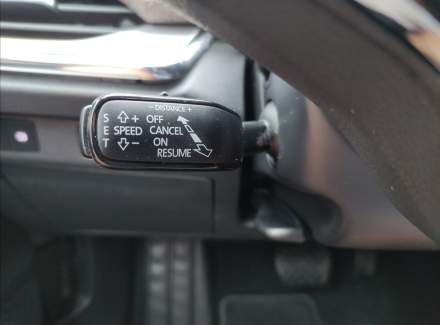 − DISTANCE +
S + OFF
E SPEED CANCEL
T − ON
RESUME